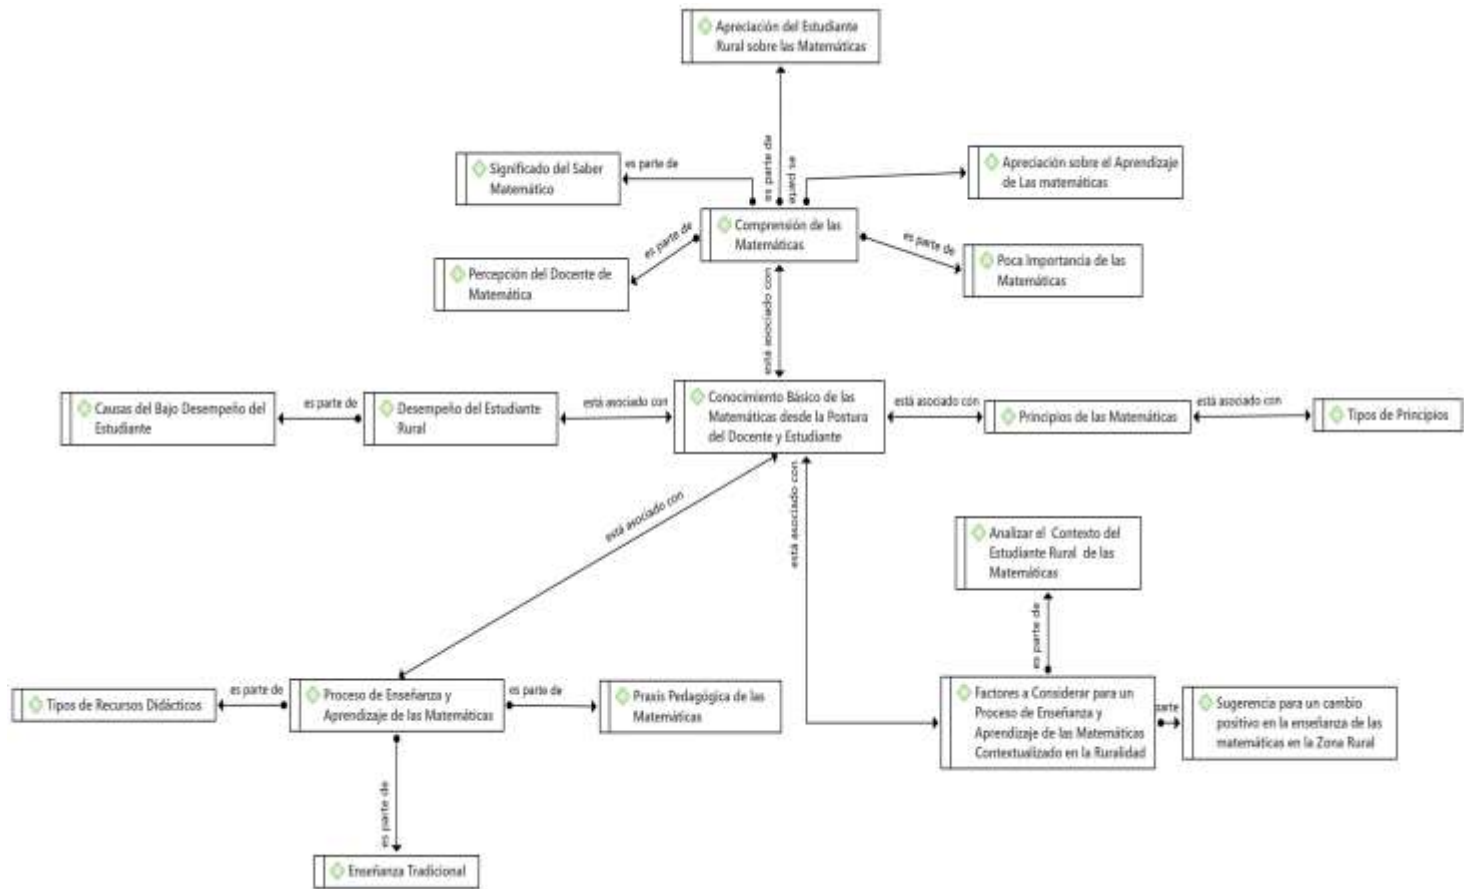 Apreciación del Estudiante
Rural sobre las Matemáticas
es parte de
es parte
Significado del Saber
Matemático
es parte de
Apreciación sobre el Aprendizaje
de Las matemáticas
Comprensión de las
Matemáticas
es parte de
Percepción del Docente de
Matemática
es parte de
Poca Importancia de las
Matemáticas
está asociado con
Causas del Bajo Desempeño del
Estudiante
es parte de
Desempeño del Estudiante
Rural
está asociado con
Conocimiento Básico de las
Matemáticas desde la Postura
del Docente y Estudiante
está asociado con
Principios de las Matemáticas
está asociado con
Tipos de Principios
está asociado con
está asociado con
Analizar el Contexto del
Estudiante Rural de las
Matemáticas
es parte de
Tipos de Recursos Didácticos
es parte de
Proceso de Enseñanza y
Aprendizaje de las Matemáticas
es parte de
Praxis Pedagógica de las
Matemáticas
Factores a Considerar para un
Proceso de Enseñanza y
Aprendizaje de las Matemáticas
Contextualizado en la Ruralidad
parte
Sugerencia para un cambio
positivo en la enseñanza de las
matemáticas en la Zona Rural
es parte de
Enseñanza Tradicional